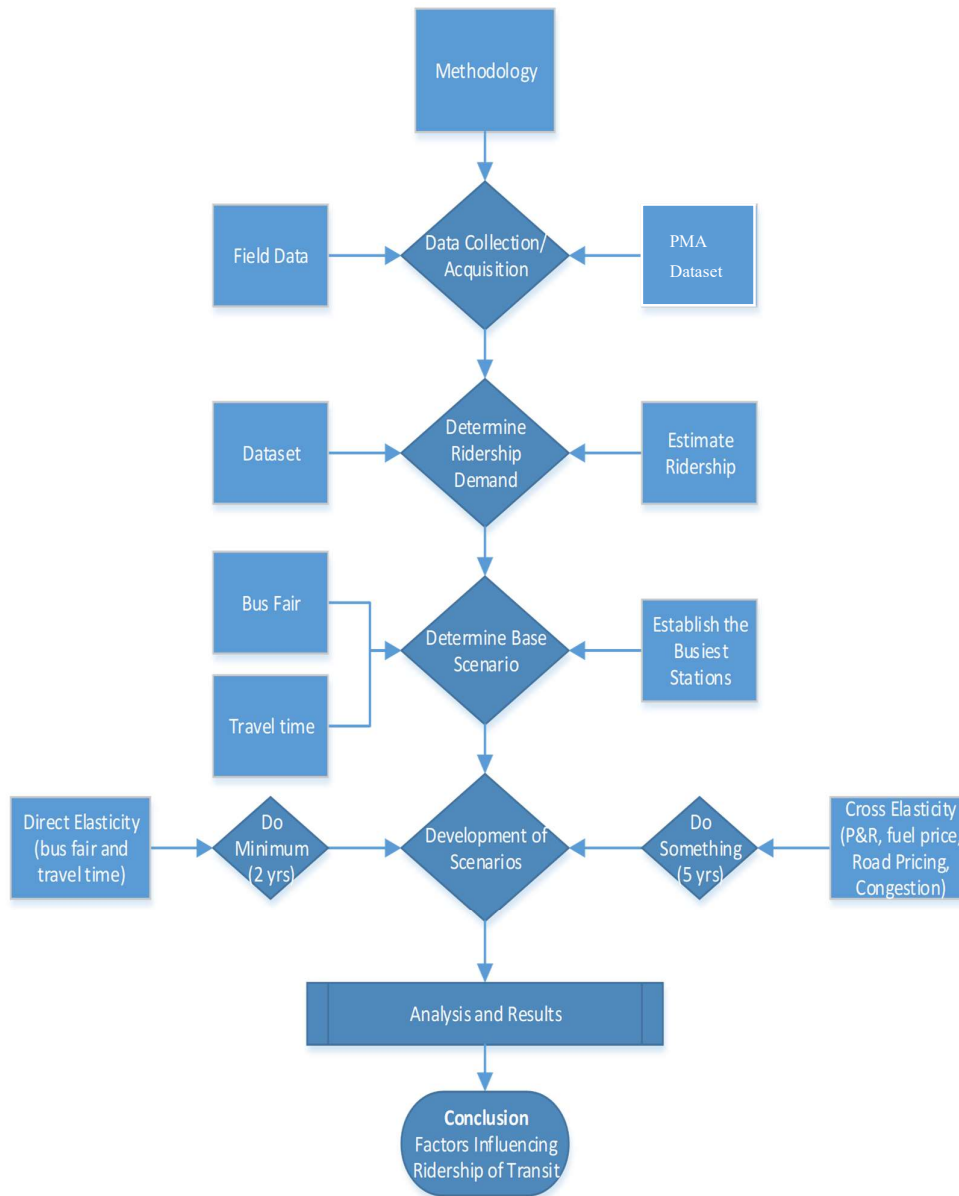 Methodology
Field Data
Data Collection/
Acquisition
PMA
Dataset
Dataset
Determine
Ridership
Demand
Estimate
Ridership
Bus Fair
Travel time
Determine Base
Scenario
Establish the
Busiest
Stations
Direct Elasticity
(bus fair and
travel time)
Do
Minimum
(2 yrs)
Development of
Scenarios
Do
Something
(5 yrs)
Cross Elasticity
(P&R, fuel price,
Road Pricing,
Congestion)
Analysis and Results
Conclusion
Factors Influencing
Ridership of Transit